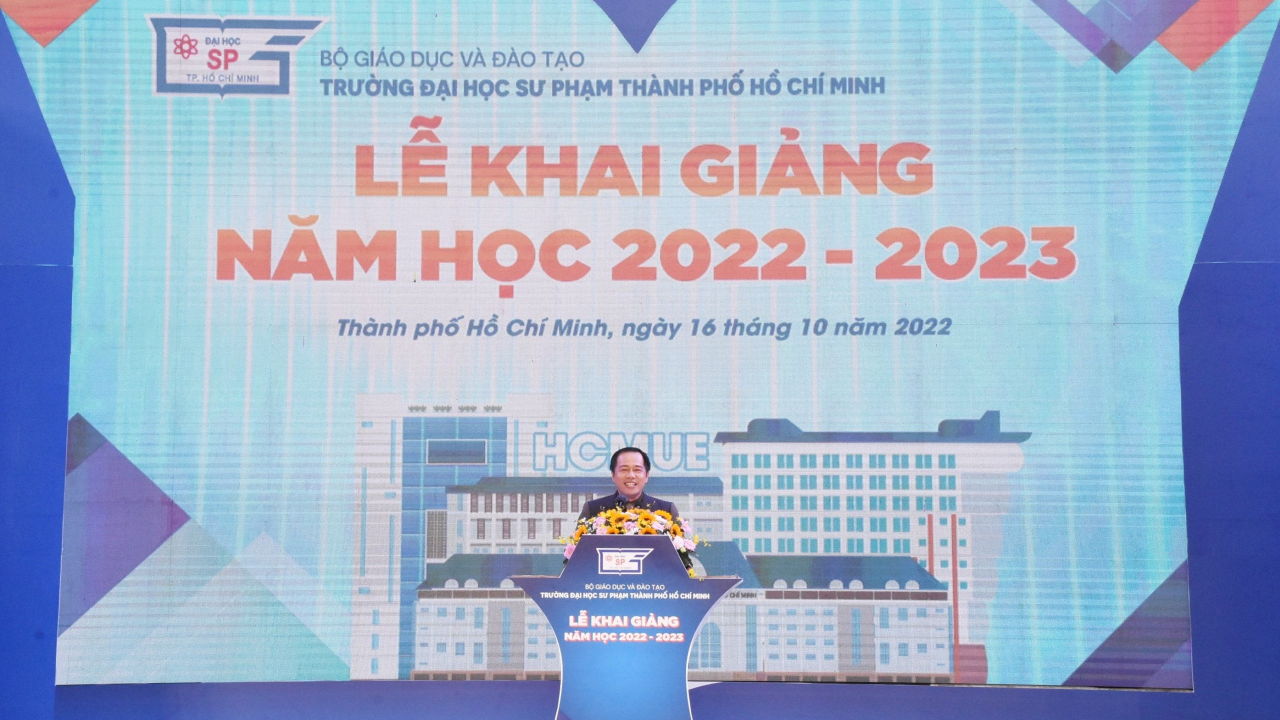 ĐẠI HỌC
SP
TP. HỒ CHÍ MINH
BỘ GIÁO DỤC VÀ ĐÀO TẠO
TRƯỜNG ĐẠI HỌC SƯ PHẠM THÀNH PHỐ HỒ CHÍ MINH
LỄ KHAI GIẢNG
NĂM HỌC 2022 - 2023
Thành phố Hồ Chí Minh, ngày 16 tháng 10 năm 2022
HCMUE
SP
BỘ GIÁO DỤC VÀ ĐÀO TẠO
TRƯỜNG ĐẠI HỌC SƯ PHẠM THÀNH PHỐ HỒ CHÍ MINH
CHÍ MINH
LỄ KHAI GIẢNG
NĂM HỌC 2022 - 2023